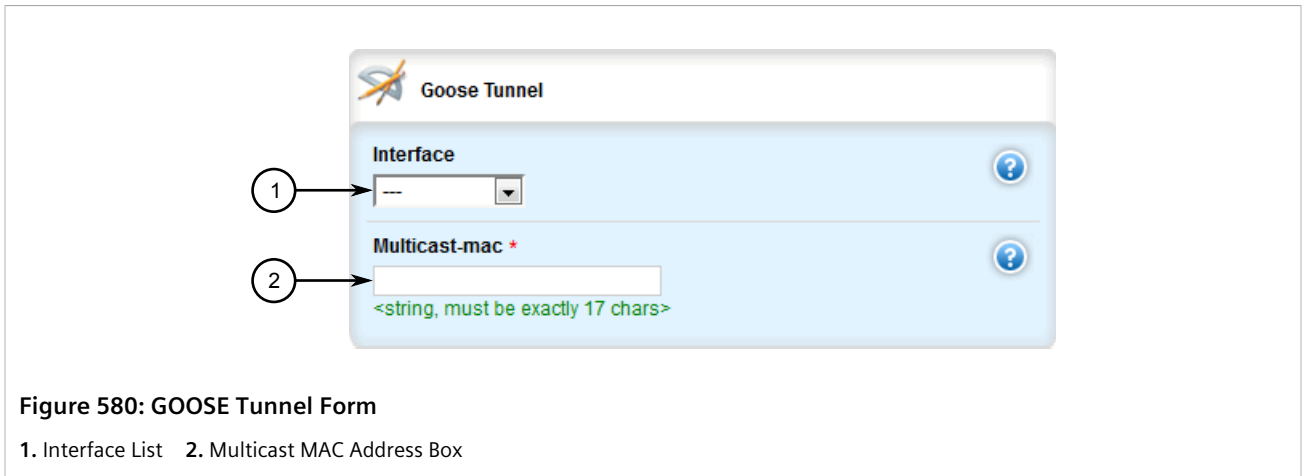 Goose Tunnel
Interface
1
---
?
Multicast-mac *
?
2
<string, must be exactly 17 chars>
Figure 580: GOOSE Tunnel Form
1. Interface List 2. Multicast MAC Address Box